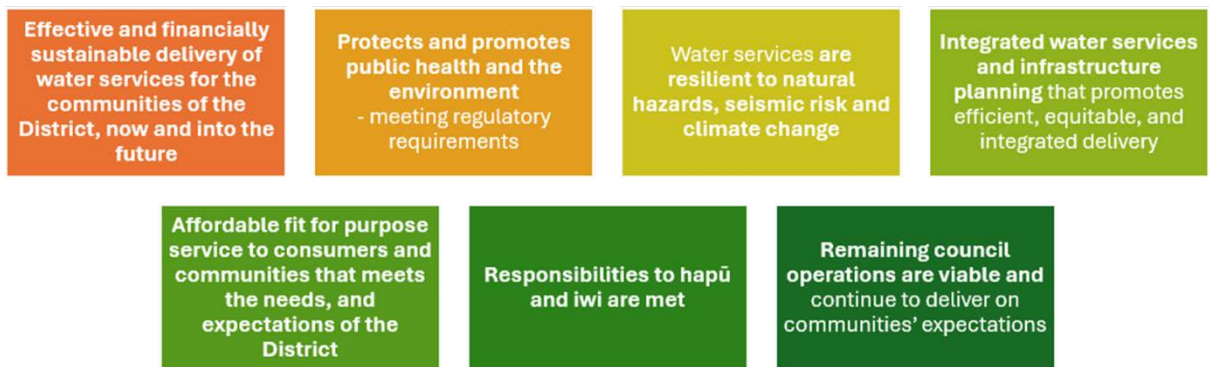 Effective and financially
sustainable delivery of
water services for the
communities of the
District, now and into the
future
Protects and promotes
public health and the
environment
- meeting regulatory
requirements
Water services are
resilient to natural
hazards, seismic risk and
climate change
Integrated water services
and infrastructure
planning that promotes
efficient, equitable, and
integrated delivery
Affordable fit for purpose
service to consumers and
communities that meets
the needs, and
expectations of the
District
Responsibilities to hapū
and iwi are met
Remaining council
operations are viable and
continue to deliver on
communities’ expectations